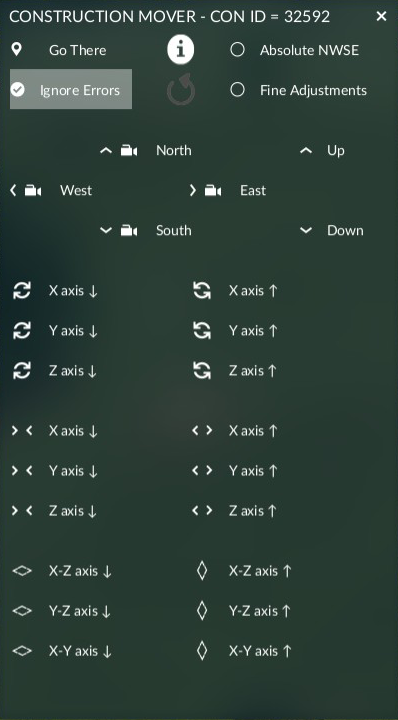 CONSTRUCTION MOVER - CON ID = 32592
Go There
Absolute NWSE
Ignore Errors
Fine Adjustments
North
Up
West
East
South
Down
X axis ↓
X axis ↑
Y axis ↓
Y axis ↑
Z axis ↓
Z axis ↑
X axis ↓
X axis ↑
Y axis ↓
Y axis ↑
Z axis ↓
Z axis ↑
X-Z axis ↓
X-Z axis ↑
Y-Z axis ↓
Y-Z axis ↑
X-Y axis ↓
X-Y axis ↑